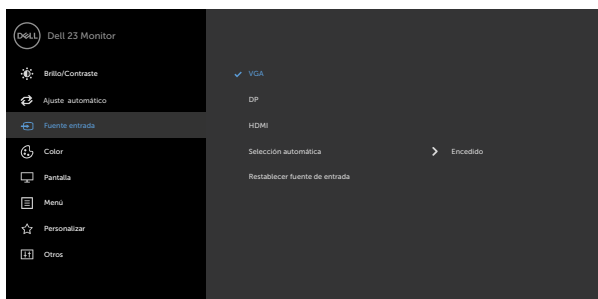 DELL
Dell 23 Monitor
Brillo/Contraste
Ajuste automático
Fuente entrada
Color
Pantalla
Menú
Personalizar
Otros
VGA
DP
HDMI
Selección automática
Encedido
Restablecer fuente de entrada